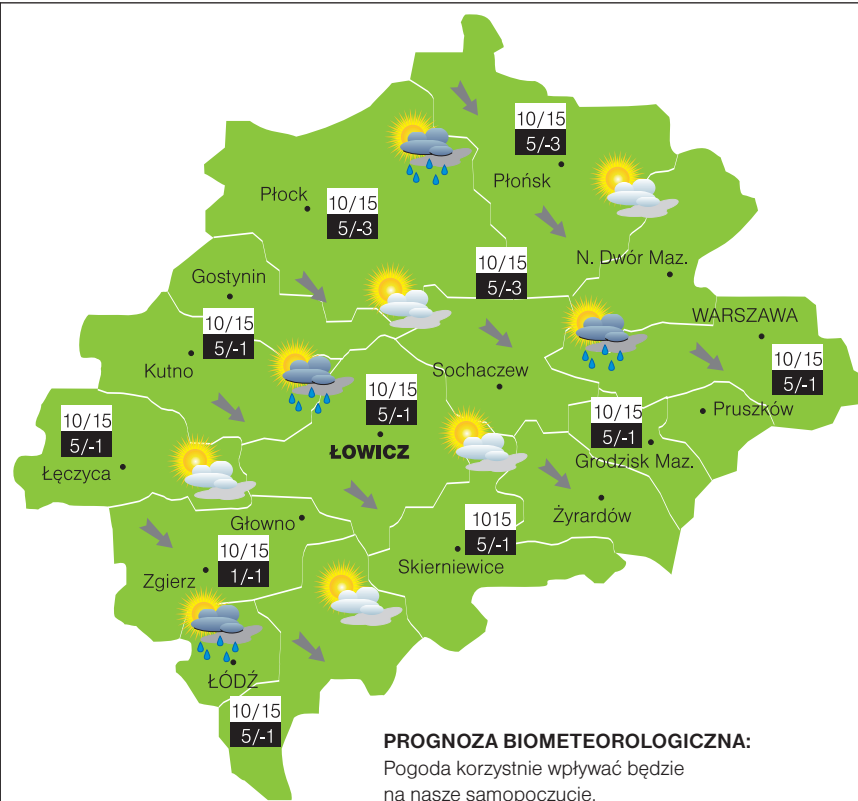 10/15
5/-3
Płońsk
Płock
10/15
5/-3
N. Dwór Maz.
10/15
5/-3
Gostynin
10/15
5/-1
Kutno
WARSZAWA
10/15
5/-1
Sochaczew
10/15
5/-1
ŁOWICZ
Pruszków
10/15
5/-1
Grodzisk Maz.
10/15
5/-1
Łęczyca
Żyrardów
1015
5/-1
Skierniewice
Głowno
10/15
1/-1
Zgierz
ŁÓDŹ
10/15
5/-1
PROGNOZA BIOMETEOROLOGICZNA:
Pogoda korzystnie wpływać będzie
na nasze samopoczucie.